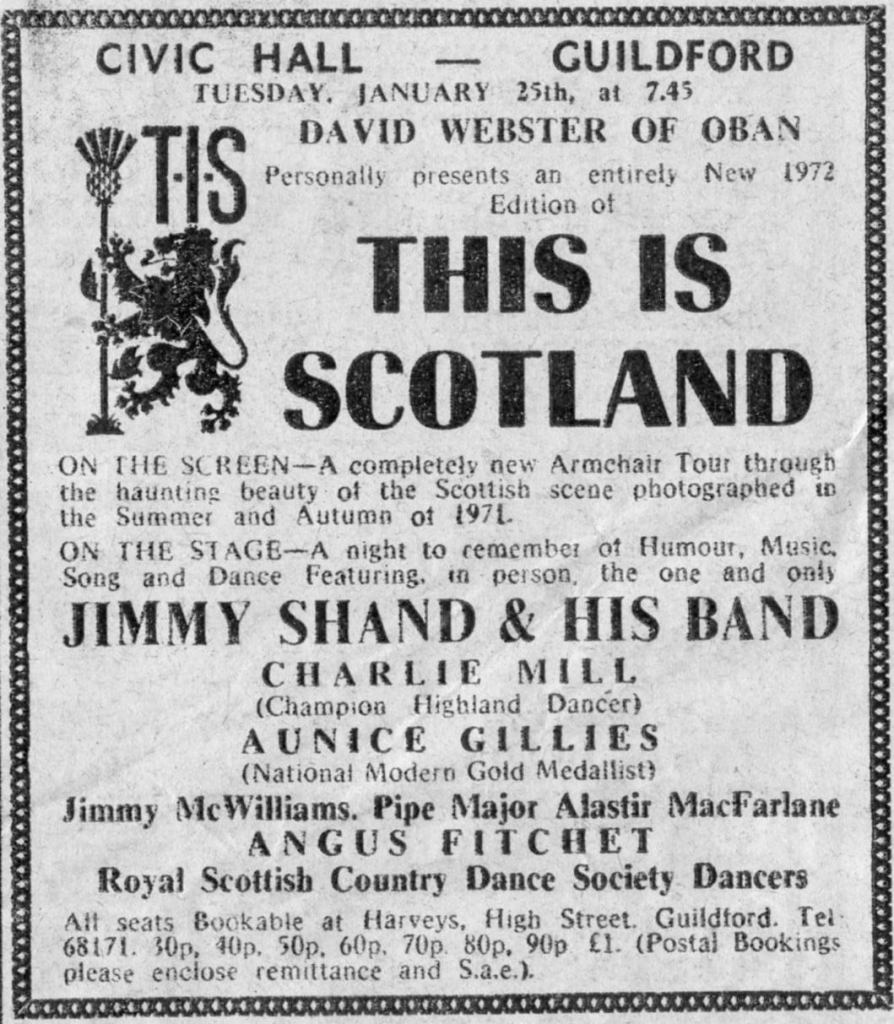 CIVIC HALL — GUILDFORD
TUESDAY, JANUARY 25th, at 7.45
DAVID WEBSTER OF OBAN
T·I·S
Personally presents an entirely New 1972
Edition of
THIS IS
SCOTLAND
ON THE SCREEN—A completely new Armchair Tour through
the haunting beauty of the Scottish scene photographed in
the Summer and Autumn of 1971.
ON THE STAGE—A night to remember of Humour, Music,
Song and Dance Featuring, in person, the one and only
JIMMY SHAND & HIS BAND
CHARLIE MILL
(Champion Highland Dancer)
AUNICE GILLIES
(National Modern Gold Medallist)
Jimmy McWilliams. Pipe Major Alastir MacFarlane
ANGUS FITCHET
Royal Scottish Country Dance Society Dancers
All seats Bookable at Harveys, High Street. Guildford. Tel
68171. 30p, 40p, 50p, 60p, 70p, 80p, 90p £1. (Postal Bookings
please enclose remittance and S.a.e.).